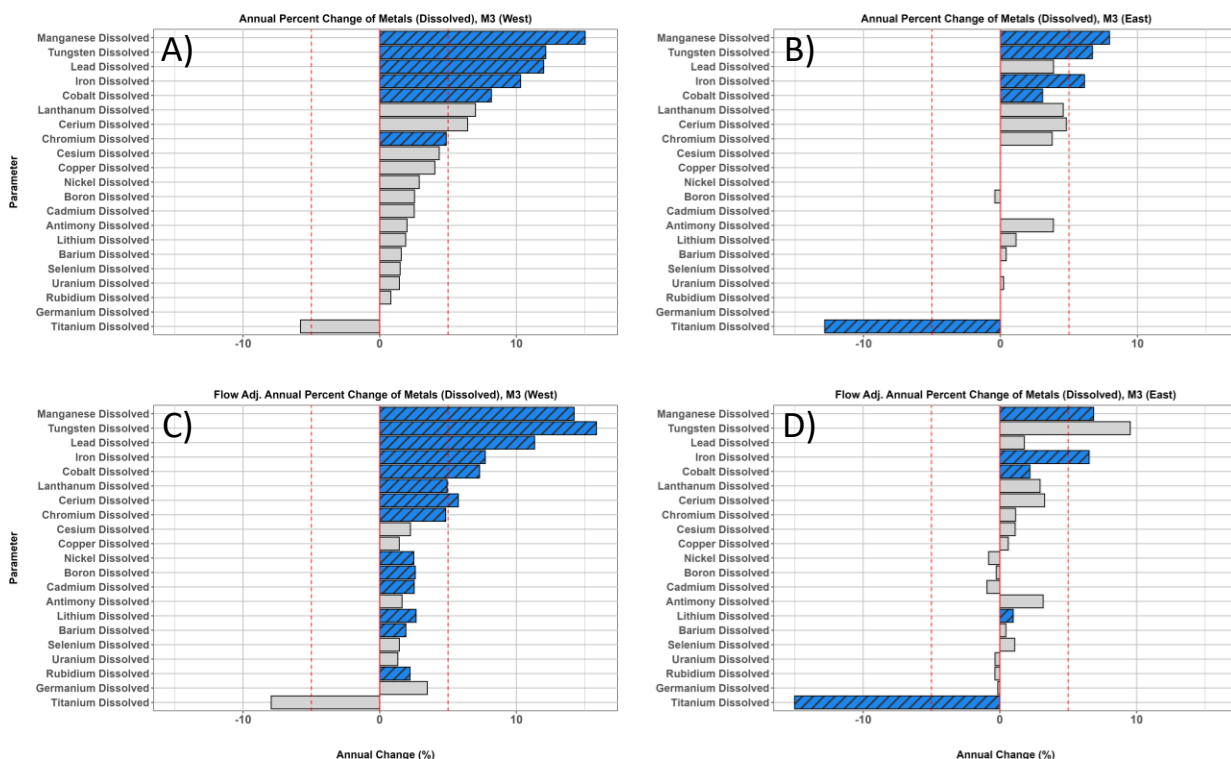 Annual Percent Change of Metals (Dissolved), M3 (West)
A)
Parameter
Manganese Dissolved
Tungsten Dissolved
Lead Dissolved
Iron Dissolved
Cobalt Dissolved
Lanthanum Dissolved
Cerium Dissolved
Chromium Dissolved
Cesium Dissolved
Copper Dissolved
Nickel Dissolved
Boron Dissolved
Cadmium Dissolved
Antimony Dissolved
Lithium Dissolved
Barium Dissolved
Selenium Dissolved
Uranium Dissolved
Rubidium Dissolved
Germanium Dissolved
Titanium Dissolved
-10 0 10
Annual Percent Change of Metals (Dissolved), M3 (East)
B)
Manganese Dissolved
Tungsten Dissolved
Lead Dissolved
Iron Dissolved
Cobalt Dissolved
Lanthanum Dissolved
Cerium Dissolved
Chromium Dissolved
Cesium Dissolved
Copper Dissolved
Nickel Dissolved
Boron Dissolved
Cadmium Dissolved
Antimony Dissolved
Lithium Dissolved
Barium Dissolved
Selenium Dissolved
Uranium Dissolved
Rubidium Dissolved
Germanium Dissolved
Titanium Dissolved
-10 0 10
Flow Adj. Annual Percent Change of Metals (Dissolved), M3 (West)
C)
Parameter
Manganese Dissolved
Tungsten Dissolved
Lead Dissolved
Iron Dissolved
Cobalt Dissolved
Lanthanum Dissolved
Cerium Dissolved
Chromium Dissolved
Cesium Dissolved
Copper Dissolved
Nickel Dissolved
Boron Dissolved
Cadmium Dissolved
Antimony Dissolved
Lithium Dissolved
Barium Dissolved
Selenium Dissolved
Uranium Dissolved
Rubidium Dissolved
Germanium Dissolved
Titanium Dissolved
-10 0 10
Annual Change (%)
Flow Adj. Annual Percent Change of Metals (Dissolved), M3 (East)
D)
Manganese Dissolved
Tungsten Dissolved
Lead Dissolved
Iron Dissolved
Cobalt Dissolved
Lanthanum Dissolved
Cerium Dissolved
Chromium Dissolved
Cesium Dissolved
Copper Dissolved
Nickel Dissolved
Boron Dissolved
Cadmium Dissolved
Antimony Dissolved
Lithium Dissolved
Barium Dissolved
Selenium Dissolved
Uranium Dissolved
Rubidium Dissolved
Germanium Dissolved
Titanium Dissolved
-10 0 10
Annual Change (%)